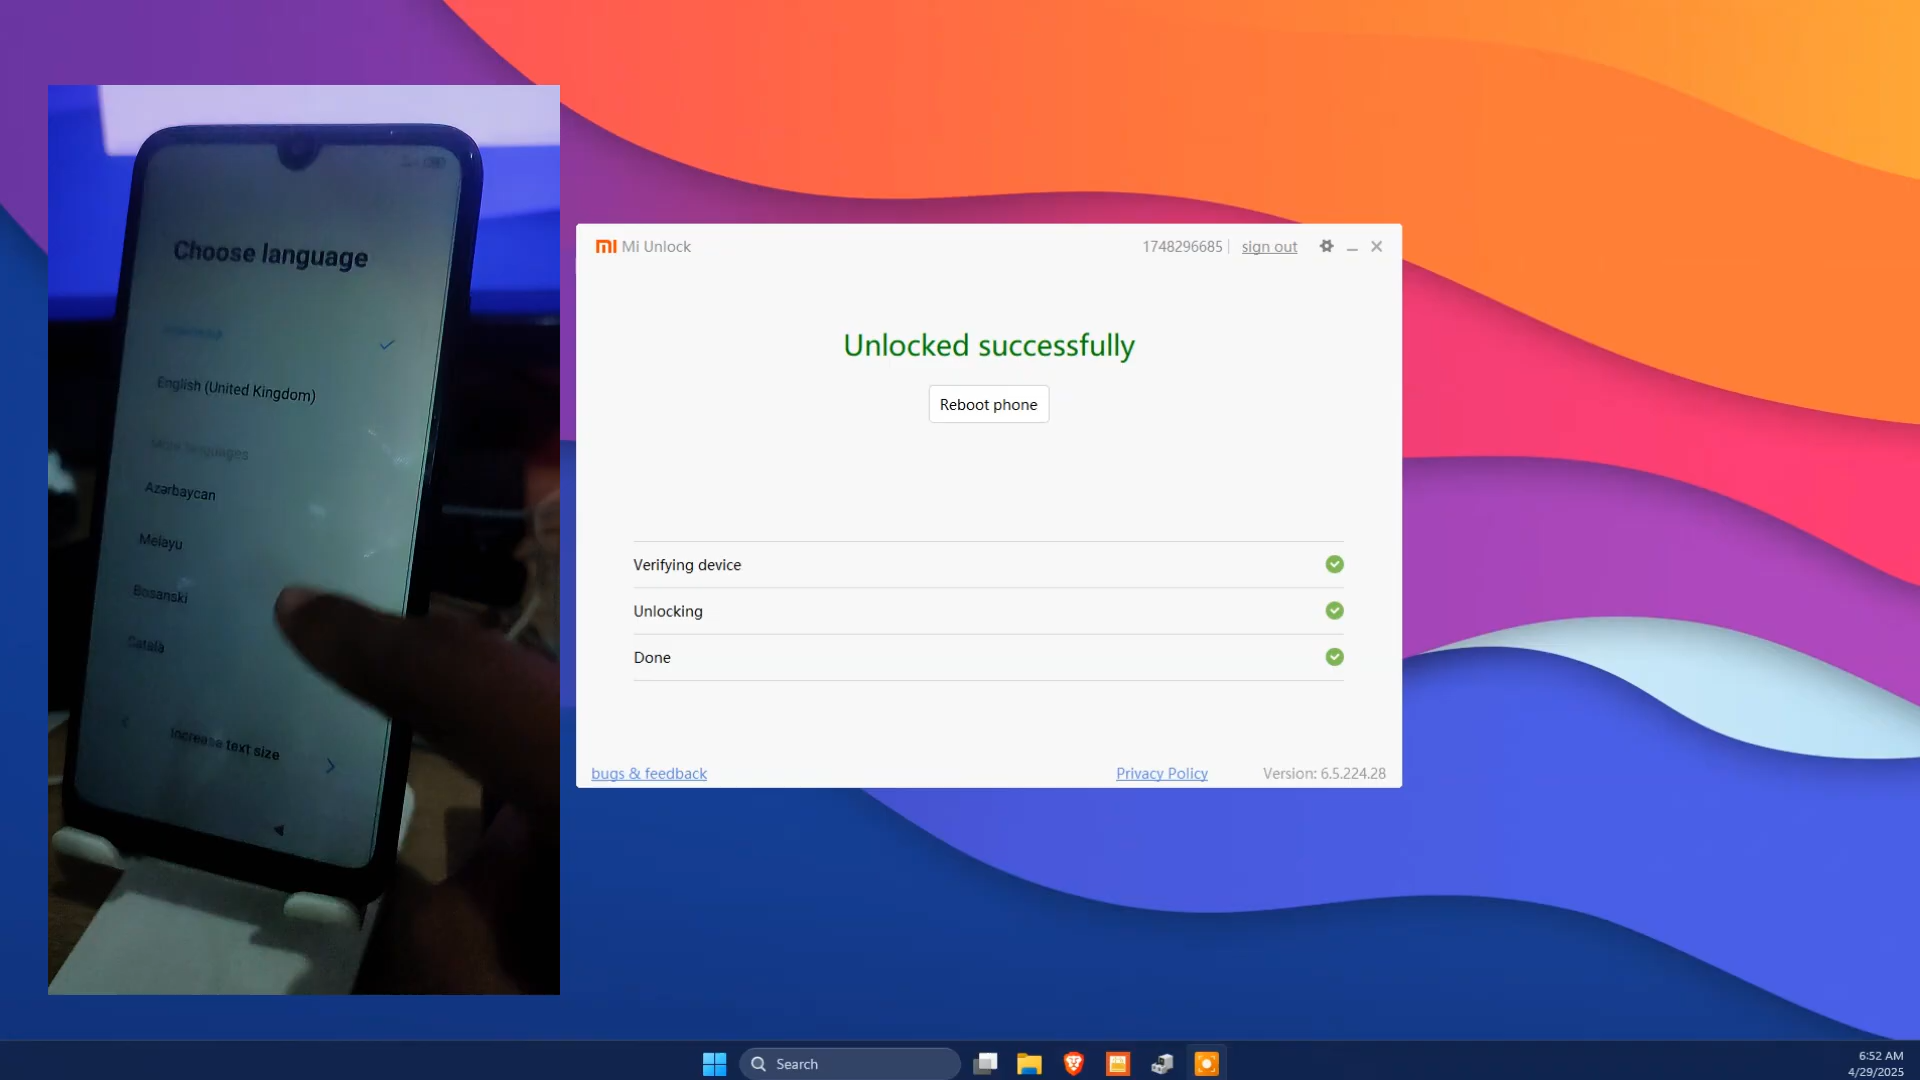 Choose language
English (United Kingdom)
More languages
Azərbaycan
Melayu
Bosanski
Català
Increase text size
Mi Unlock
1748296685
sign out
Unlocked successfully
Reboot phone
Verifying device
Unlocking
Done
bugs & feedback
Privacy Policy
Version: 6.5.224.28
Search
6:52 AM
4/29/2025